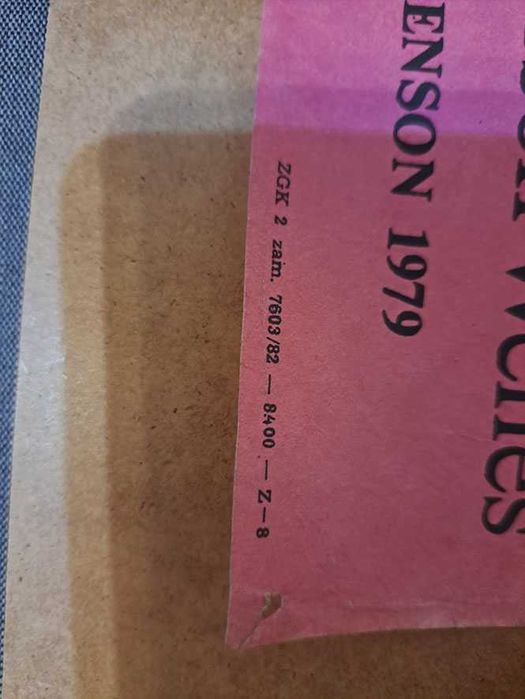 ENSON 1979
ZGK 2 zam. 7603/82 — 8400 — Z—8